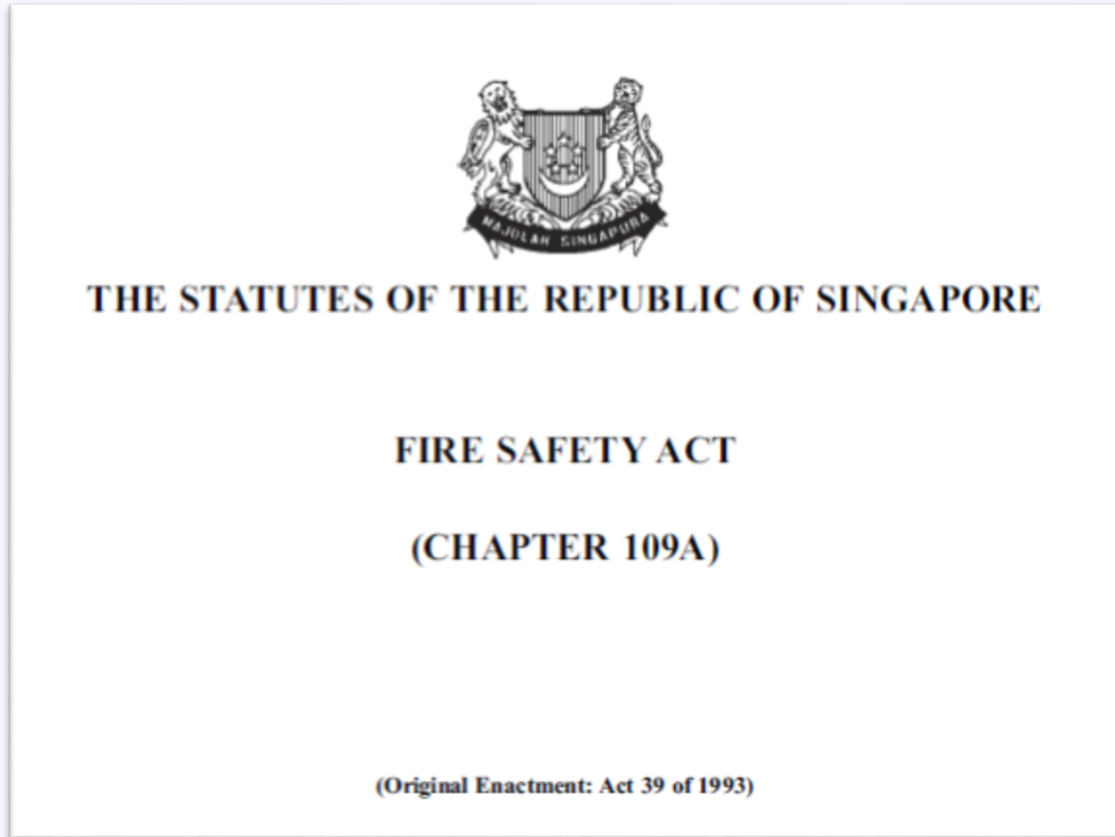 MAJULAH SINGAPURA
THE STATUTES OF THE REPUBLIC OF SINGAPORE
FIRE SAFETY ACT
(CHAPTER 109A)
(Original Enactment: Act 39 of 1993)